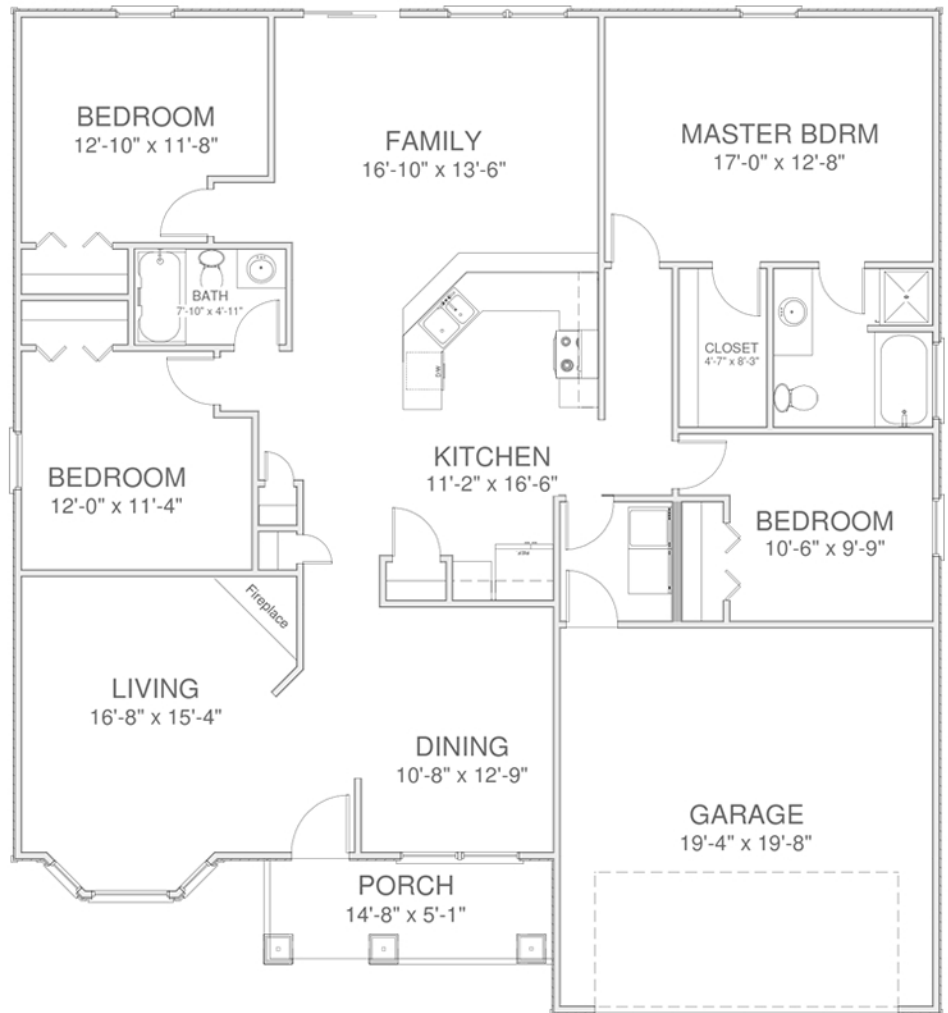 BEDROOM
12'-10" x 11'-8"
FAMILY
16'-10" x 13'-6"
MASTER BDRM
17'-0" x 12'-8"
BATH
7'-10" x 4'-11"
D/W
CLOSET
4'-7" x 8'-3"
BEDROOM
12'-0" x 11'-4"
KITCHEN
11'-2" x 16'-6"
BEDROOM
10'-6" x 9'-9"
REF
Fireplace
LIVING
16'-8" x 15'-4"
DINING
10'-8" x 12'-9"
GARAGE
19'-4" x 19'-8"
PORCH
14'-8" x 5'-1"